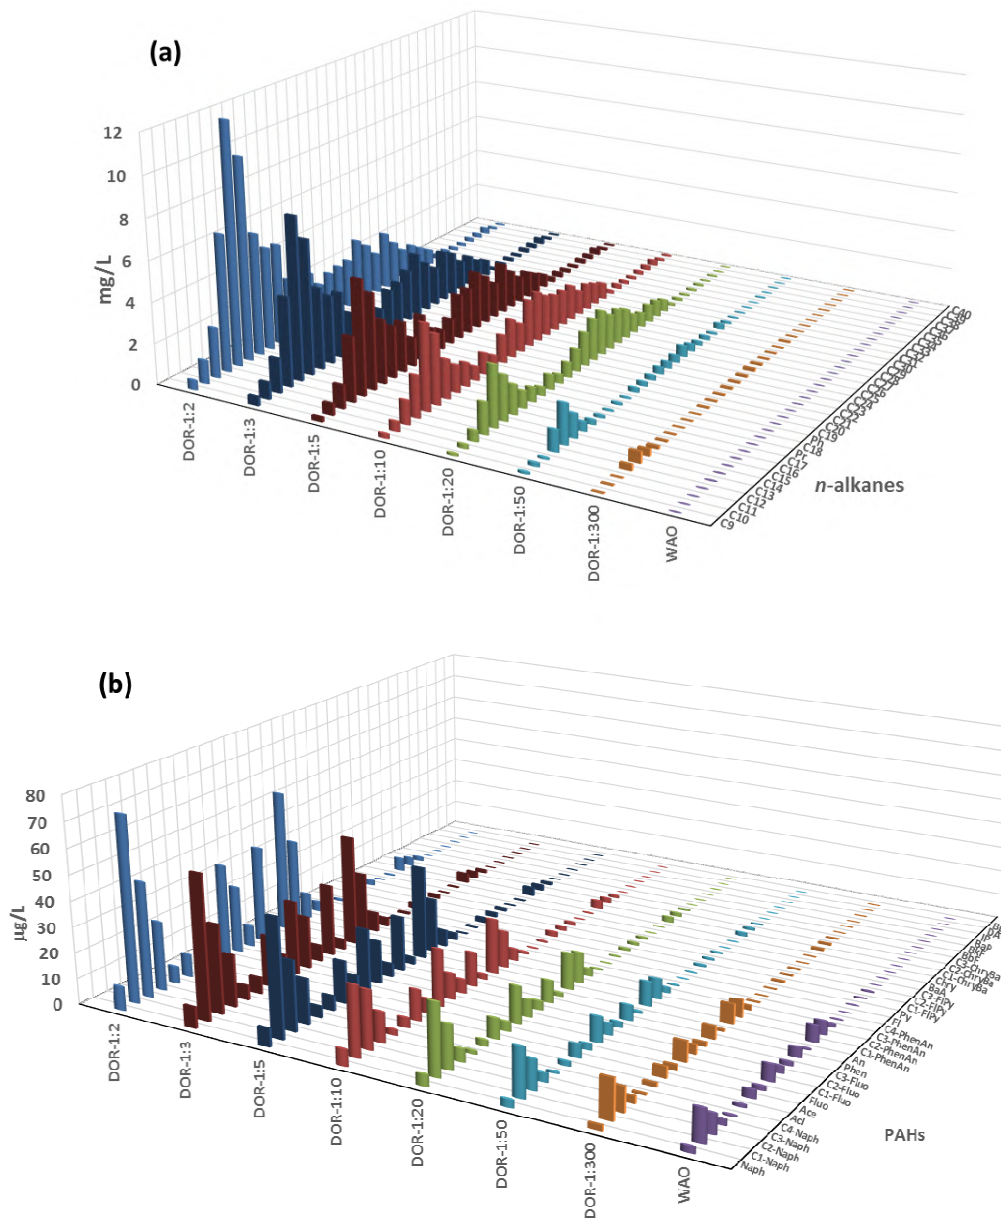 (a)
12
10
8
6
4
2
0
mg/L
DOR-1:2
DOR-1:3
DOR-1:5
DOR-1:10
DOR-1:20
DOR-1:50
DOR-1:300
WAO
C9
C10
C11
C12
C13
C14
C15
C16
C17
Pr
C18
Ph
n-alkanes
(b)
80
70
60
50
40
30
20
10
0
µg/L
DOR-1:2
DOR-1:3
DOR-1:5
DOR-1:10
DOR-1:20
DOR-1:50
DOR-1:300
WAO
Naph
C1-Naph
C2-Naph
C3-Naph
C4-Naph
Acl
Ace
Fluo
C1-Fluo
C2-Fluo
C3-Fluo
Phen
An
C1-PhenAn
C2-PhenAn
C3-PhenAn
C4-PhenAn
Fl
Py
C1-FlPy
C2-FlPy
C3-FlPy
BaA
Chry
C1-ChryBa
C2-ChryBa
C3-ChryBa
PAHs